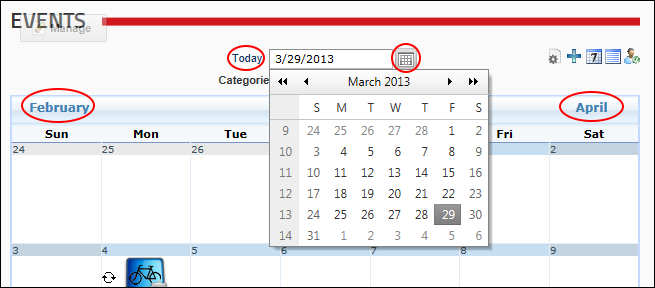 EVENTS
Manage
Today 3/29/2013
Categorie
March 2013
S M T W T F S
9 24 25 26 27 28 1 2
10 3 4 5 6 7 8 9
11 10 11 12 13 14 15 16
12 17 18 19 20 21 22 23
13 24 25 26 27 28 29 30
14 31 1 2 3 4 5 6
February April
Sun Mon Tue Fri Sat
24 25 26 2
3 4 5 6 7 8 9